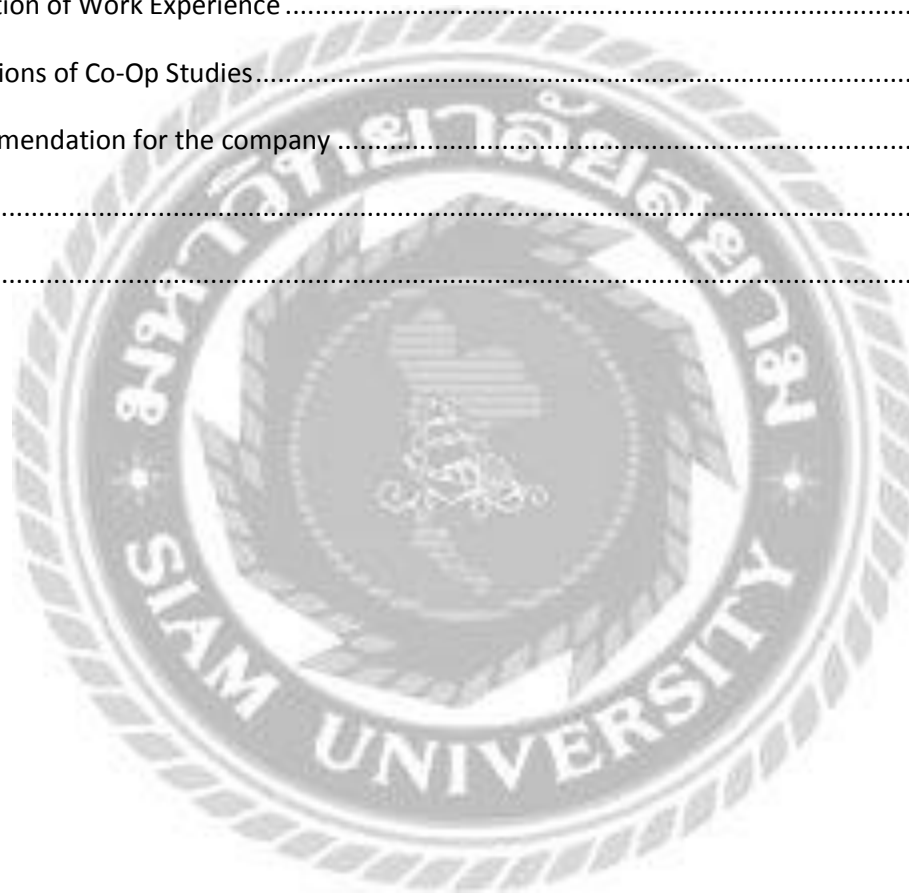 tion of Work Experience ................................................................
ions of Co-Op Studies................................................................
mendation for the company ................................................................
................................................................
................................................................
มหาวิทยาลัยสยาม
SIAM UNIVERSITY